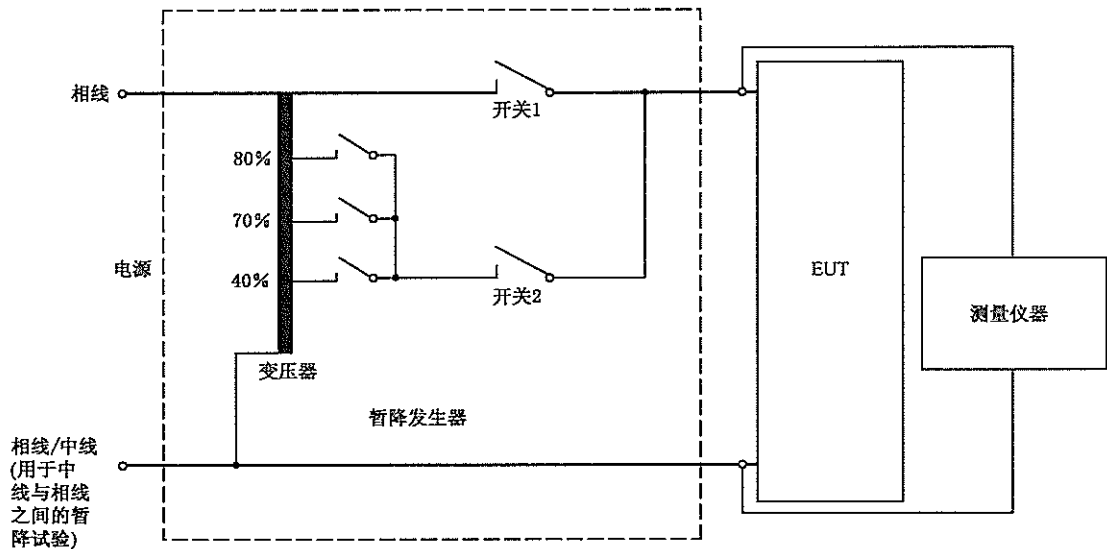 相线
开关1
80%
70%
电源
40%
开关2
EUT
测量仪器
变压器
暂降发生器
相线/中线
(用于中
线与相线
之间的暂
降试验)